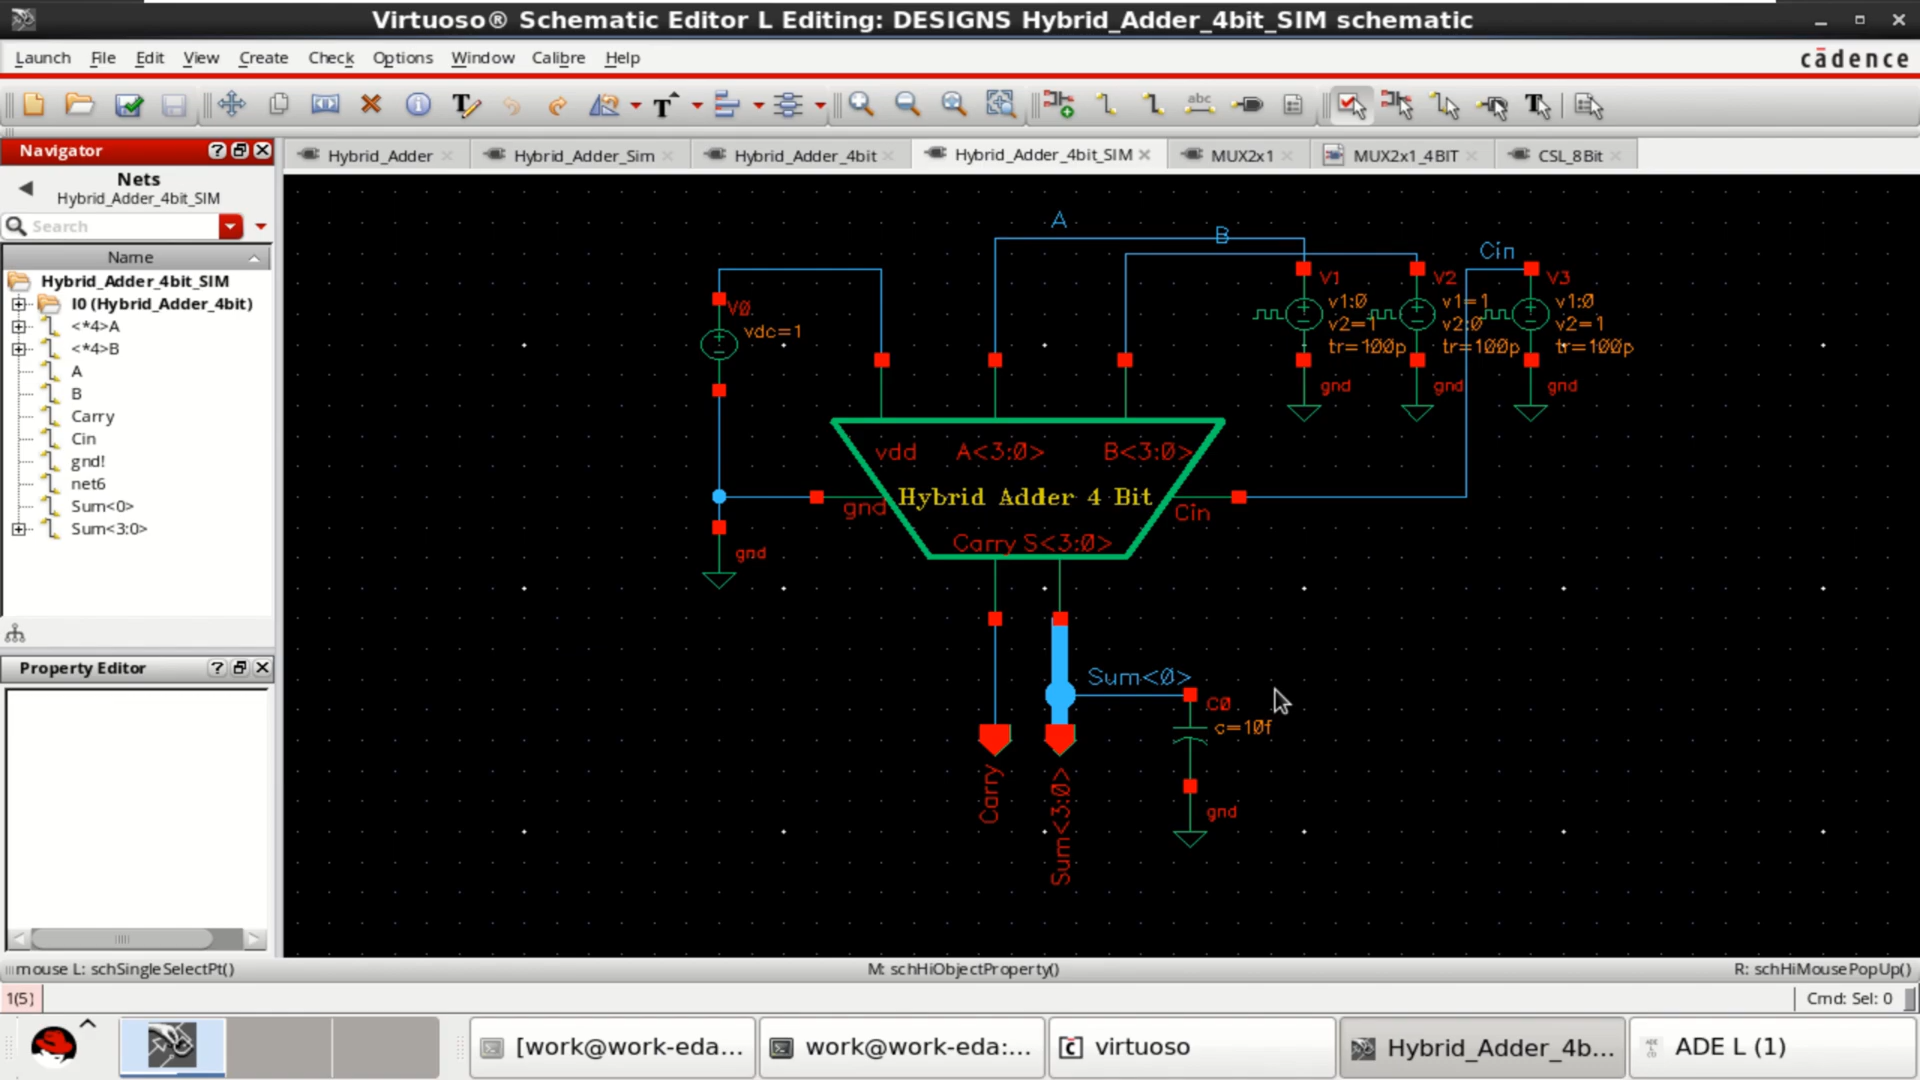 Virtuoso® Schematic Editor L Editing: DESIGNS Hybrid_Adder_4bit_SIM schematic
Launch File Edit View Create Check Options Window Calibre Help
cādence
abc
Navigator
Hybrid_Adder
Hybrid_Adder_Sim
Hybrid_Adder_4bit
Hybrid_Adder_4bit_SIM
MUX2x1
MUX2x1_4BIT
CSL_8Bit
Nets
Hybrid_Adder_4bit_SIM
Search
Name
Hybrid_Adder_4bit_SIM
I0 (Hybrid_Adder_4bit)
<*4>A
<*4>B
A
B
Carry
Cin
gnd!
net6
Sum<0>
Sum<3:0>
Property Editor
A
B
Cin
V0
vdc=1
V1
v1:0
v2=1
tr=100p
gnd
V2
v1=1
v2:0
tr=100p
gnd
V3
v1:0
v2=1
tr=100p
gnd
vdd A<3:0> B<3:0>
gnd Hybrid Adder 4 Bit Cin
Carry S<3:0>
gnd
Sum<0>
C0
c=10f
gnd
Carry
Sum<3:0>
mouse L: schSingleSelectPt()
M: schHiObjectProperty()
R: schHiMousePopUp()
1(5)
Cmd: Sel: 0
[work@work-eda...
work@work-eda:...
virtuoso
Hybrid_Adder_4b...
ADE L (1)